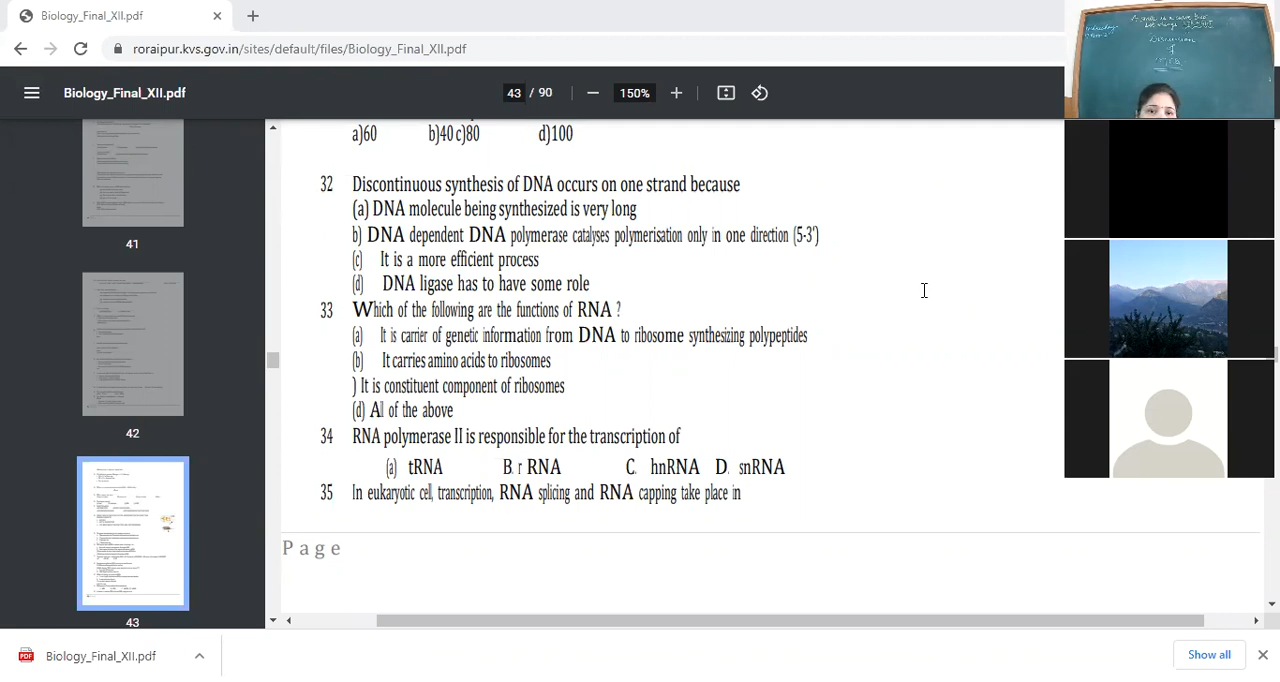 Biology_Final_XII.pdf
roraipur.kvs.gov.in/sites/default/files/Biology_Final_XII.pdf
Biology_Final_XII.pdf
43 / 90
150%
Discussion
of
a)60 b)40 c)80 d)100
32 Discontinuous synthesis of DNA occurs on one strand because
(a) DNA molecule being synthesized is very long
b) DNA dependent DNA polymerase catalyses polymerisation only in one direction (5-3')
(c) It is a more efficient process
(d) DNA ligase has to have some role
33 Which of the following are the functions of RNA ?
(a) It is carrier of genetic information from DNA to ribosome synthesizing polypeptides
(b) It carries amino acids to ribosomes
) It is constituent component of ribosomes
(d) All of the above
34 RNA polymerase II is responsible for the transcription of
(a) tRNA B. r RNA C. hnRNA D. snRNA
35 In eukaryotic cell, transcription, RNA splicing and RNA capping take place in
Page
41
42
43
Biology_Final_XII.pdf
Show all